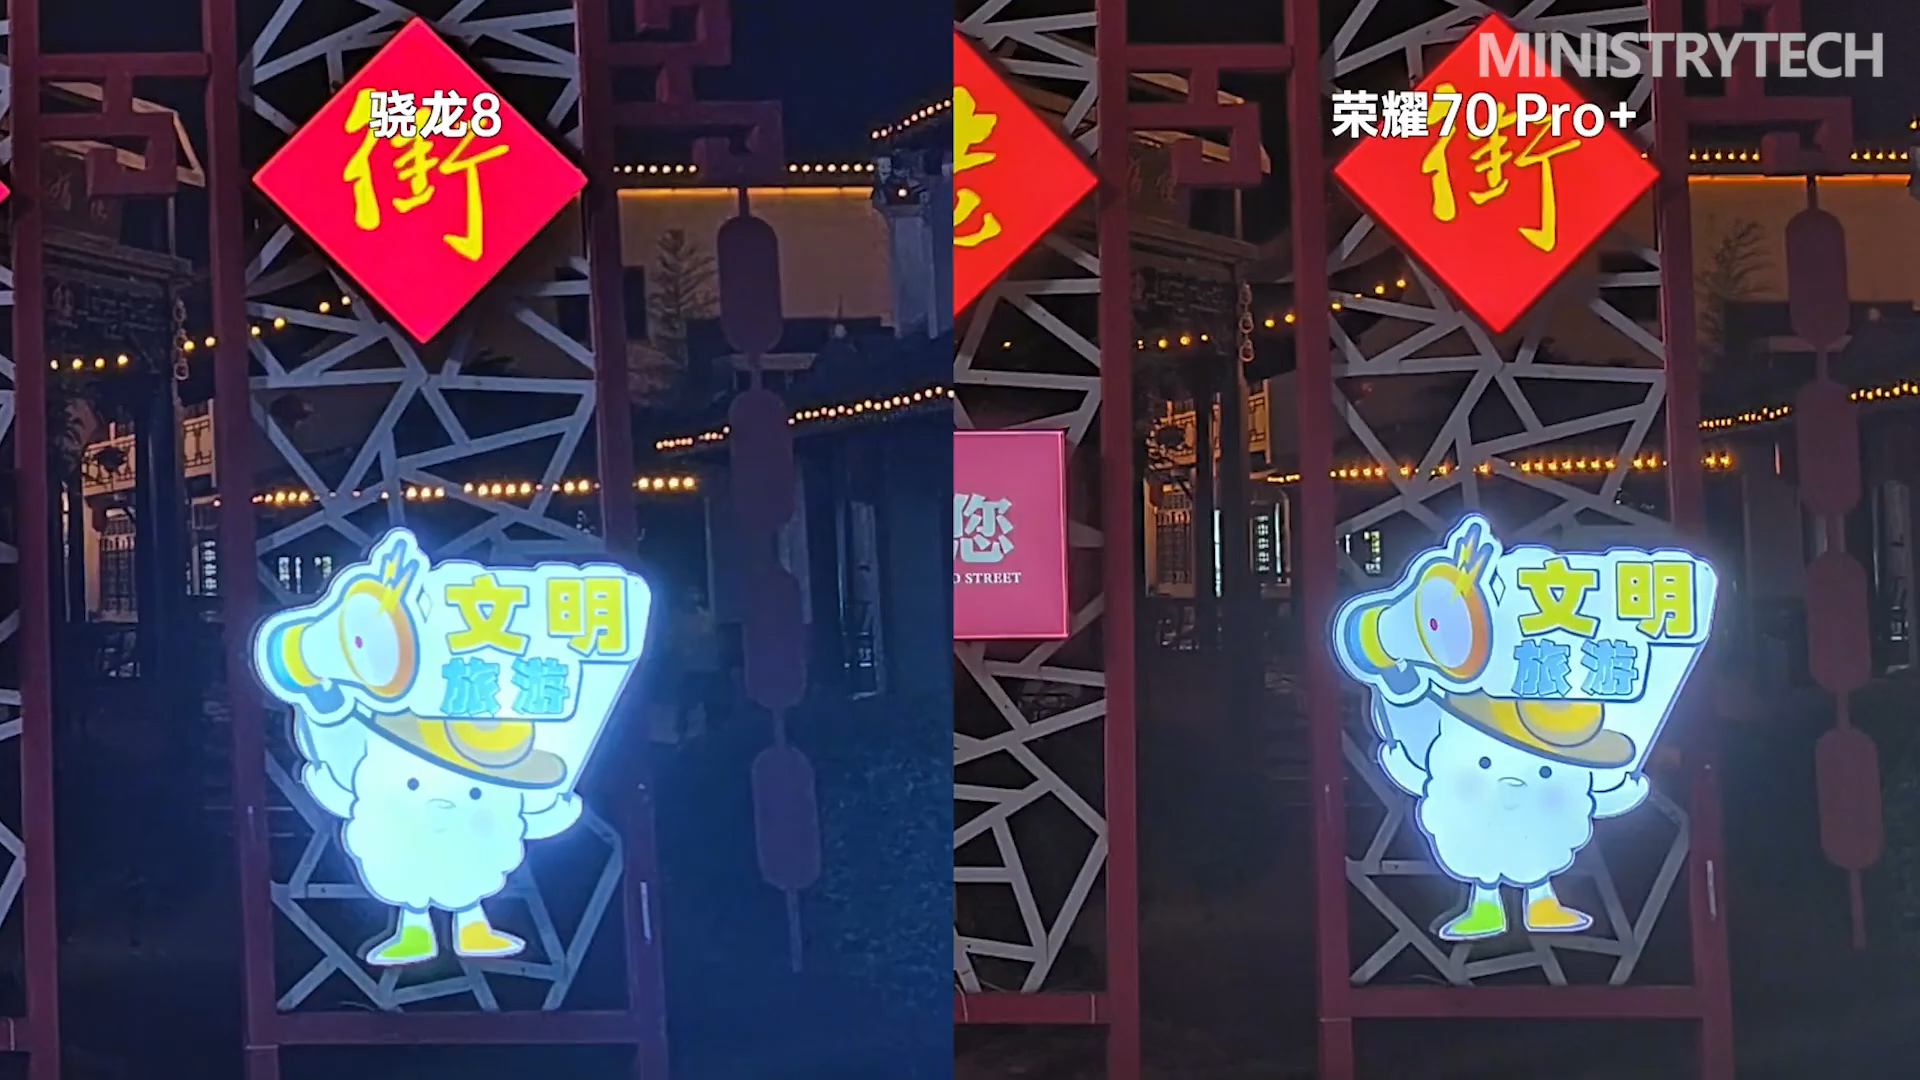 MINISTRYTECH
骁龙8
荣耀70 Pro+
街
老
街
您
O STREET
文明
旅游
文明
旅游